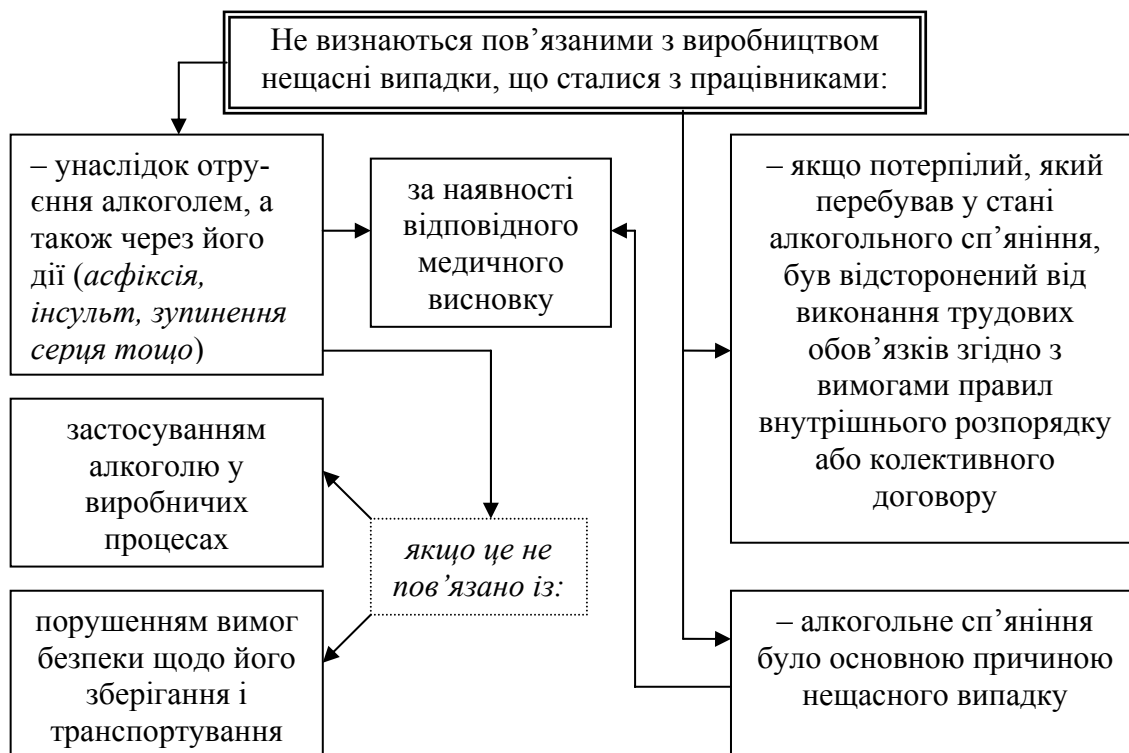 Не визнаються пов’язаними з виробництвом
нещасні випадки, що сталися з працівниками:
– унаслідок отру-
єння алкоголем, а
також через його
дії (асфіксія,
інсульт, зупинення
серця тощо)
за наявності
відповідного
медичного
висновку
– якщо потерпілий, який
перебував у стані
алкогольного сп’яніння,
був відсторонений від
виконання трудових
обов’язків згідно з
вимогами правил
внутрішнього розпорядку
або колективного
договору
застосуванням
алкоголю у
виробничих
процесах
якщо це не
пов’язано із:
порушенням вимог
безпеки щодо його
зберігання і
транспортування
– алкогольне сп’яніння
було основною причиною
нещасного випадку